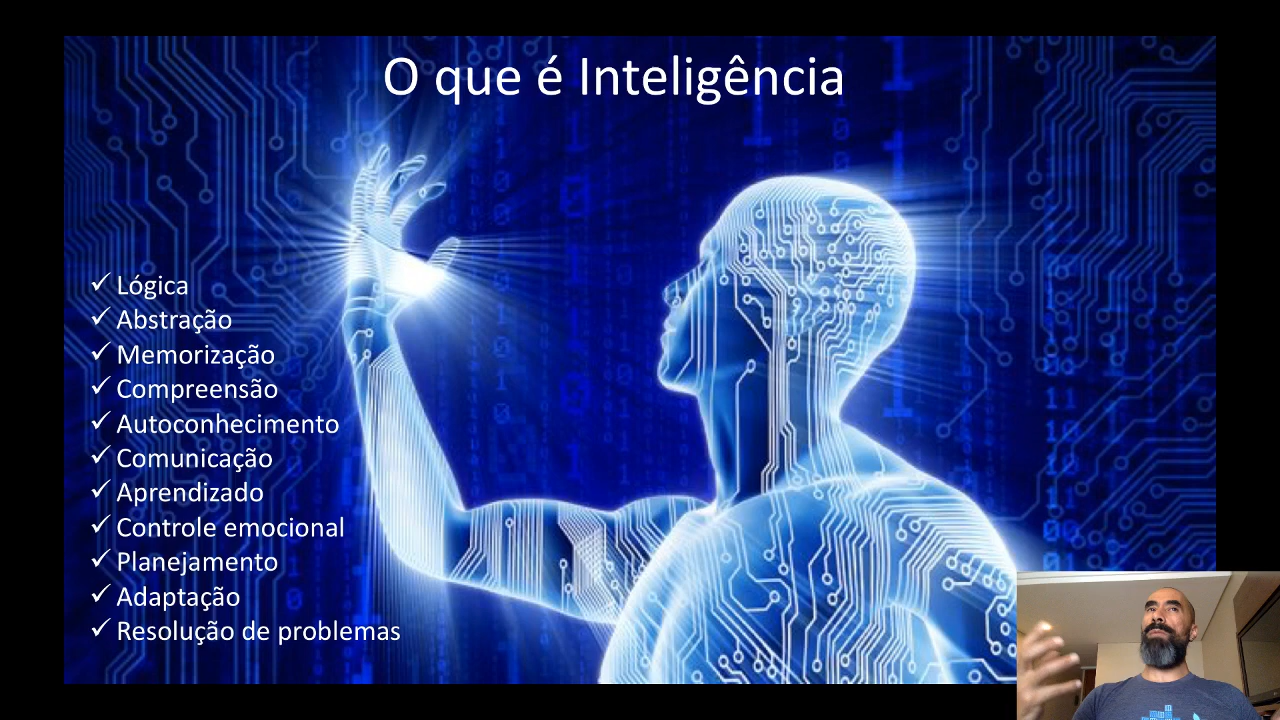 O que é Inteligência
✓ Lógica
✓ Abstração
✓ Memorização
✓ Compreensão
✓ Autoconhecimento
✓ Comunicação
✓ Aprendizado
✓ Controle emocional
✓ Planejamento
✓ Adaptação
✓ Resolução de problemas